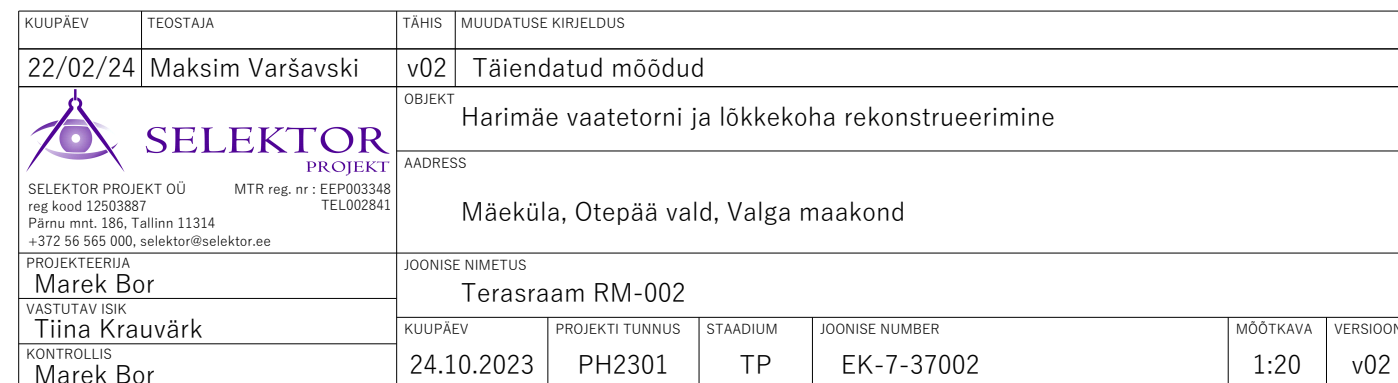 KUUPÄEV TEOSTAJA TÄHIS MUUDATUSE KIRJELDUS
22/02/24 Maksim Varšavski v02 Täiendatud mõõdud
OBJEKT
Harimäe vaatetorni ja lõkkekoha rekonstrueerimine
SELEKTOR
PROJEKT
AADRESS
SELEKTOR PROJEKT OÜ MTR reg. nr : EEP003348
reg kood 12503887 TEL002841
Pärnu mnt. 186, Tallinn 11314
+372 56 565 000, selektor@selektor.ee
Mäeküla, Otepää vald, Valga maakond
PROJEKTEERIJA
Marek Bor
JOONISE NIMETUS
Terasraam RM-002
VASTUTAV ISIK
Tiina Krauvärk
KUUPÄEV PROJEKTI TUNNUS STAADIUM JOONISE NUMBER MÕÕTKAVA VERSIOON
24.10.2023 PH2301 TP EK-7-37002 1:20 v02
KONTROLLIS
Marek Bor